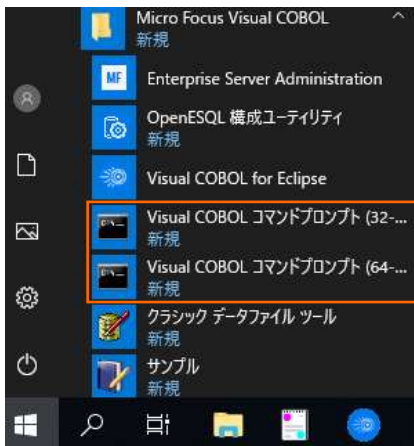 Micro Focus Visual COBOL
新規
MF
Enterprise Server Administration
OpenESQL 構成ユーティリティ
新規
Visual COBOL for Eclipse
Visual COBOL コマンドプロンプト (32-...
新規
Visual COBOL コマンドプロンプト (64-...
新規
クラシック データファイル ツール
新規
サンプル
新規